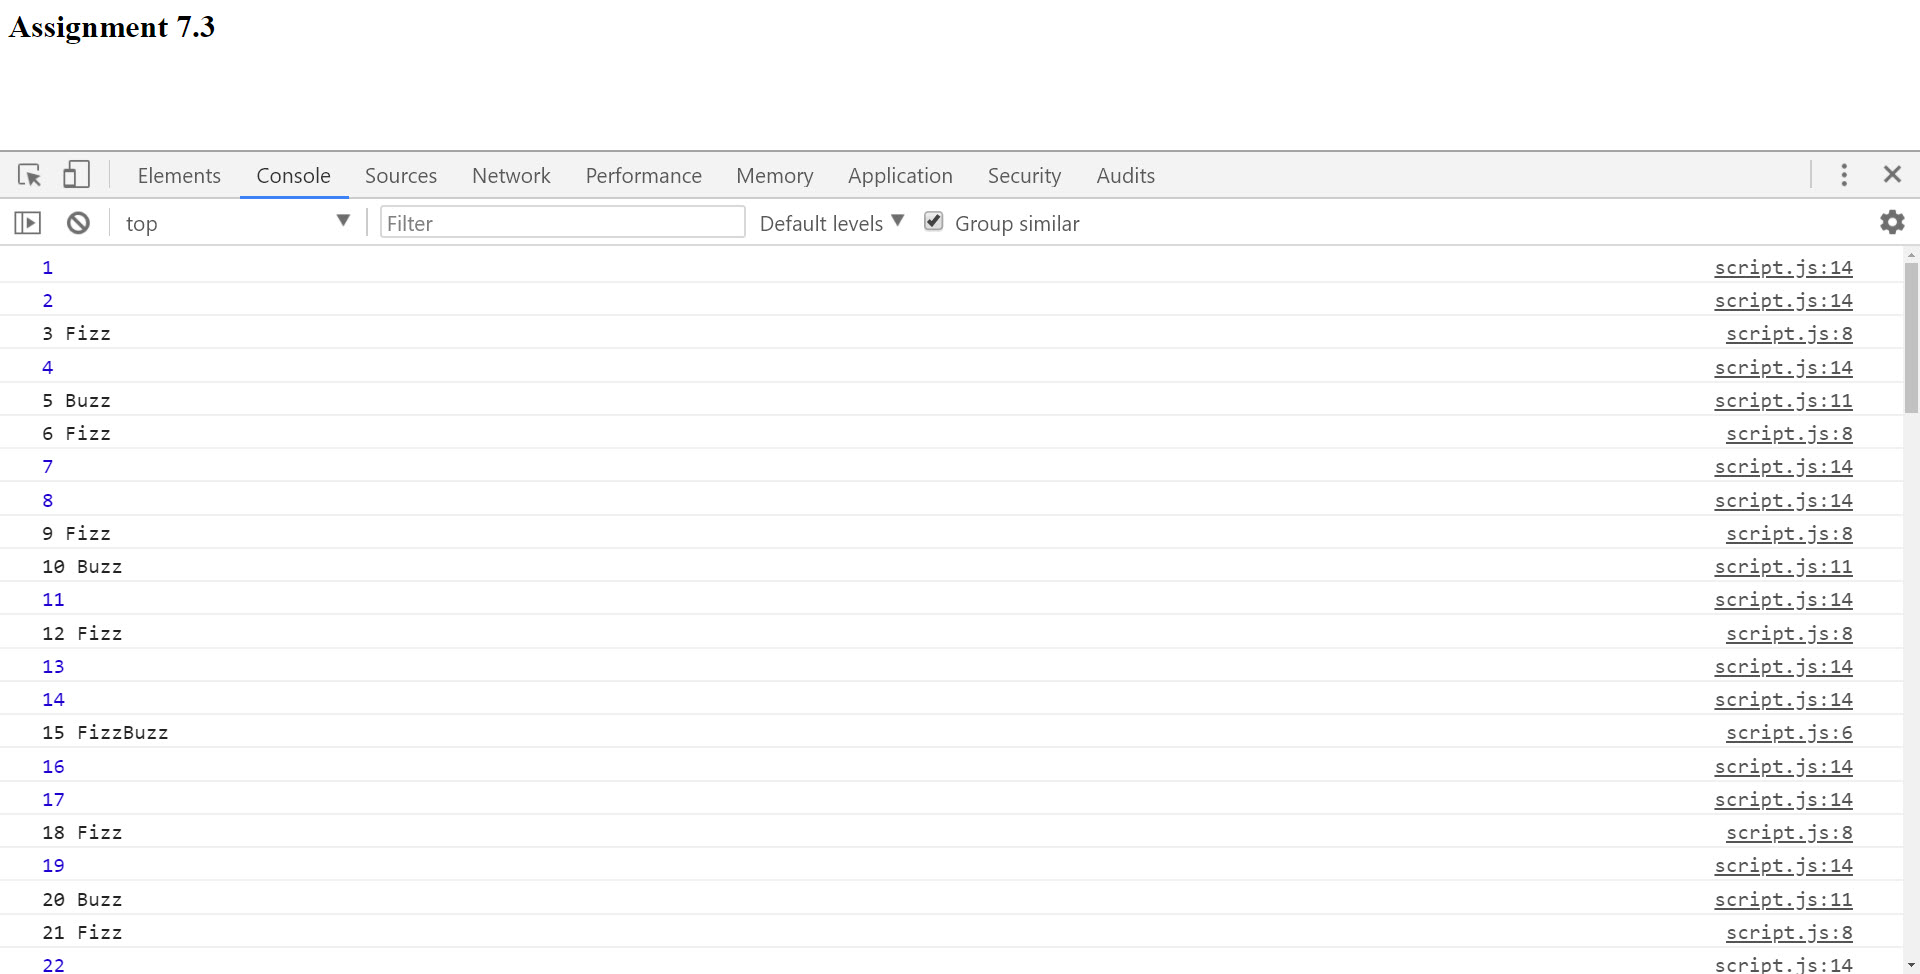 Assignment 7.3
Elements Console Sources Network Performance Memory Application Security Audits
top Filter Default levels Group similar
1 script.js:14
2 script.js:14
3 Fizz script.js:8
4 script.js:14
5 Buzz script.js:11
6 Fizz script.js:8
7 script.js:14
8 script.js:14
9 Fizz script.js:8
10 Buzz script.js:11
11 script.js:14
12 Fizz script.js:8
13 script.js:14
14 script.js:14
15 FizzBuzz script.js:6
16 script.js:14
17 script.js:14
18 Fizz script.js:8
19 script.js:14
20 Buzz script.js:11
21 Fizz script.js:8
22 script.js:14